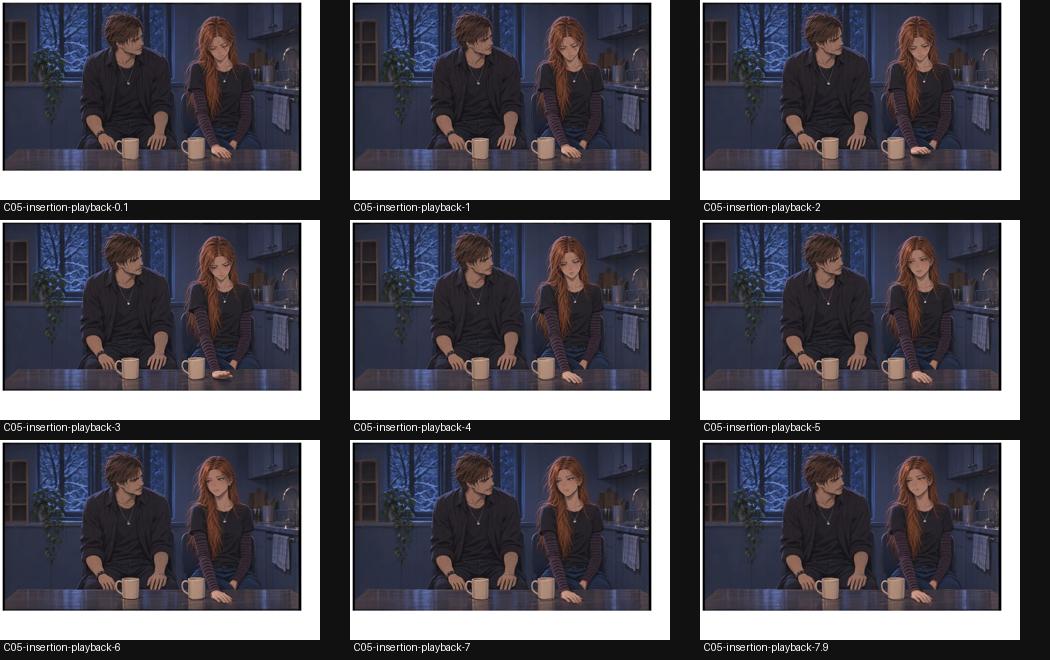 C05-insertion-playback-0.1
C05-insertion-playback-1
C05-insertion-playback-2
C05-insertion-playback-3
C05-insertion-playback-4
C05-insertion-playback-5
C05-insertion-playback-6
C05-insertion-playback-7
C05-insertion-playback-7.9